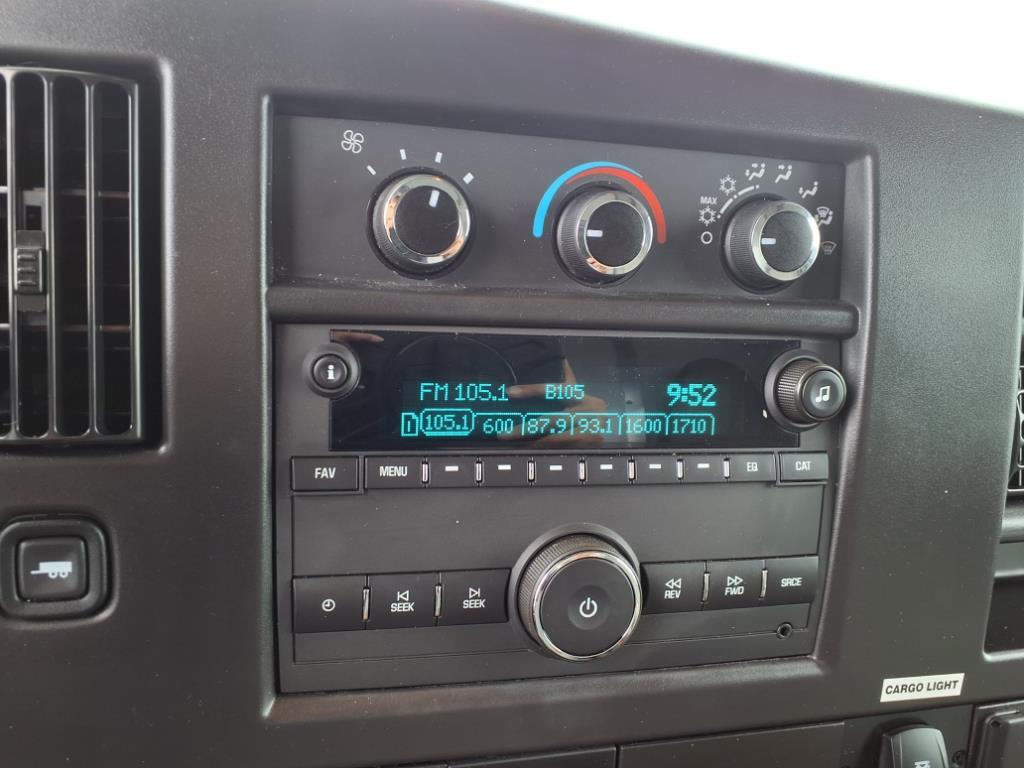 MAX
i
FM 105.1 B105 9:52
1 105.1 600 87.9 93.1 1600 1710
FAV MENU EQ CAT
SEEK SEEK REV FWD SRCE
CARGO LIGHT